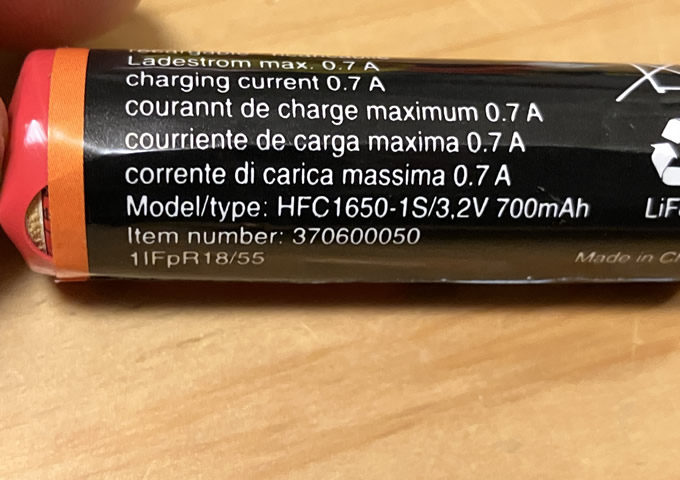 Ladestrom max. 0.7 A
charging current 0.7 A
courannt de charge maximum 0.7 A
courriente de carga maxima 0.7 A
corrente di carica massima 0.7 A
Model/type: HFC1650-1S/3,2V 700mAh
Item number: 370600050
1IFpR18/55
Made in